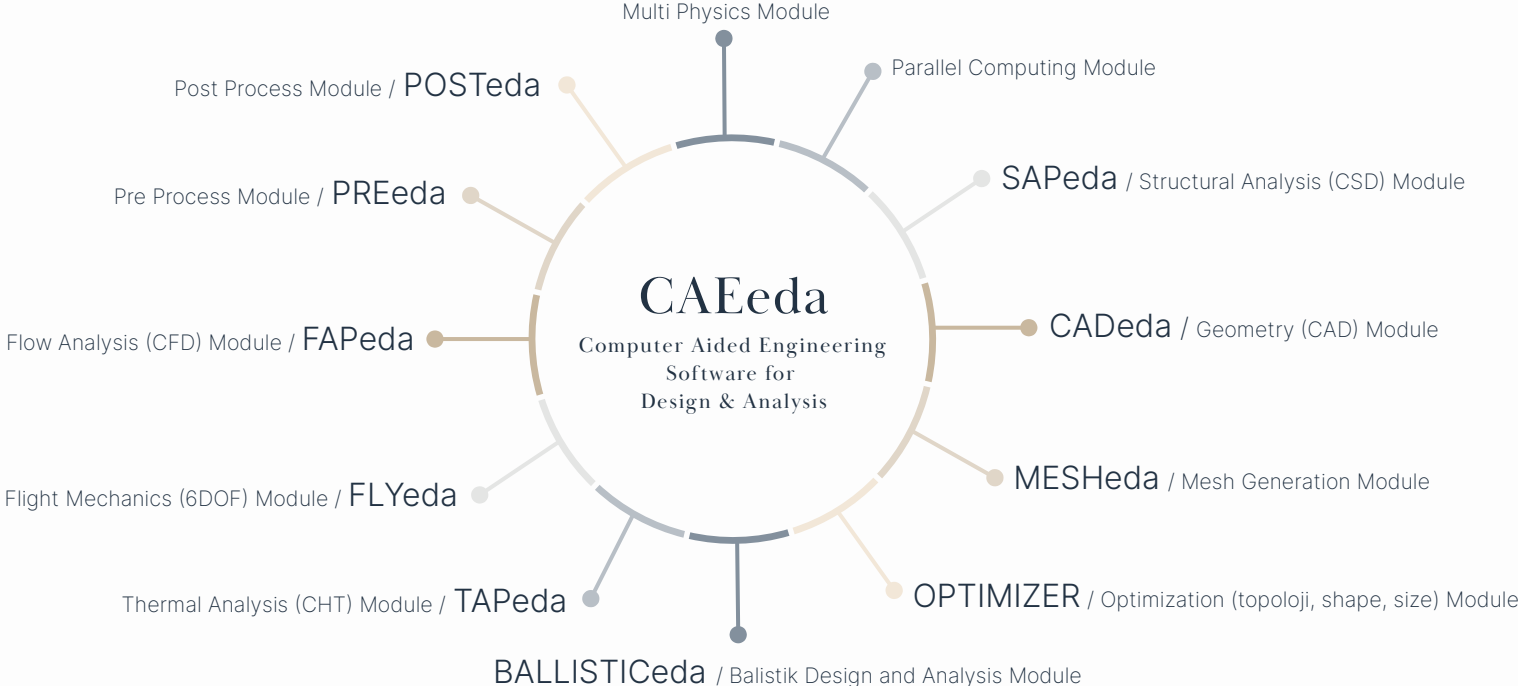 Multi Physics Module
Parallel Computing Module
Post Process Module / POSTeda
SAPeda / Structural Analysis (CSD) Module
Pre Process Module / PREeda
CAEeda
Computer Aided Engineering
Software for
Design & Analysis
CADeda / Geometry (CAD) Module
Flow Analysis (CFD) Module / FAPeda
MESHeda / Mesh Generation Module
Flight Mechanics (6DOF) Module / FLYeda
OPTIMIZER / Optimization (topoloji, shape, size) Module
Thermal Analysis (CHT) Module / TAPeda
BALLISTICeda / Balistik Design and Analysis Module